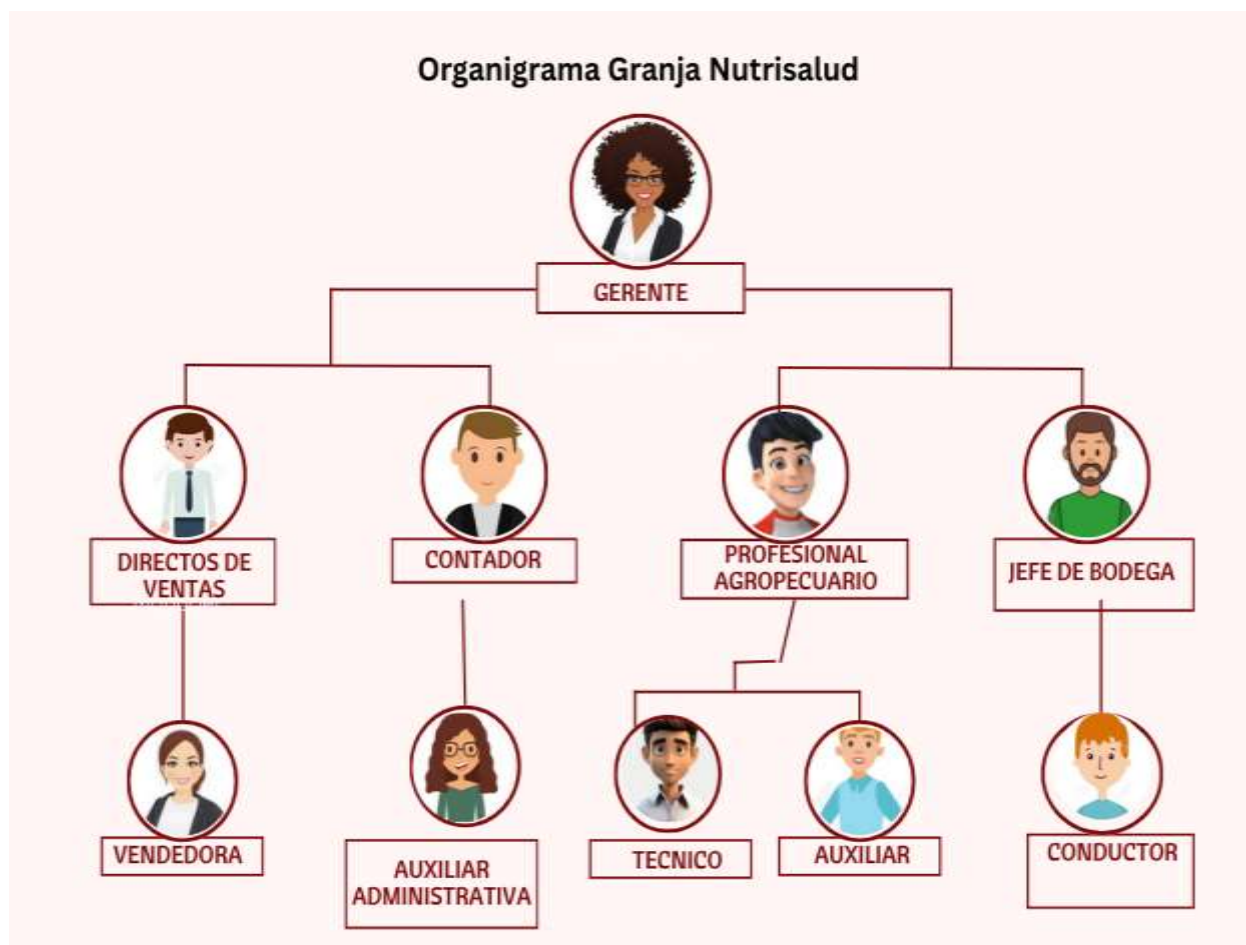 Organigrama Granja Nutrisalud
GERENTE
DIRECTOS DE
VENTAS
CONTADOR
PROFESIONAL
AGROPECUARIO
JEFE DE BODEGA
VENDEDORA
AUXILIAR
ADMINISTRATIVA
TECNICO
AUXILIAR
CONDUCTOR